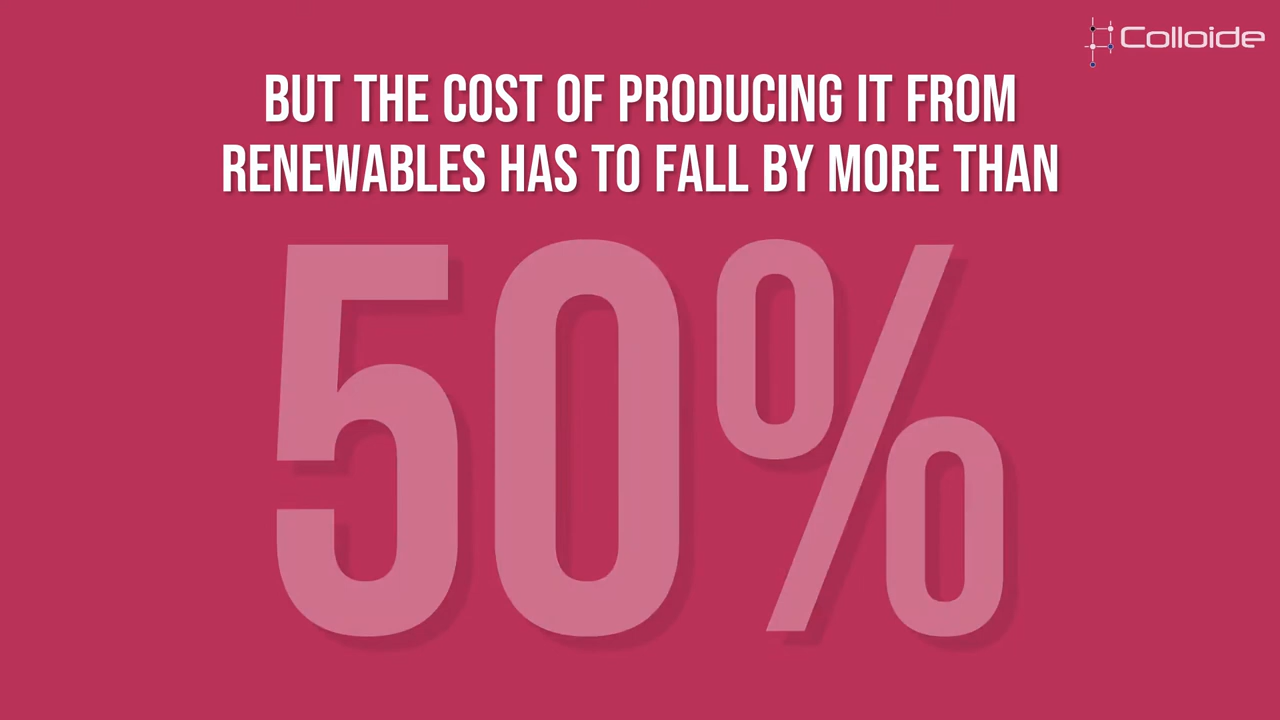 Colloide
BUT THE COST OF PRODUCING IT FROM
RENEWABLES HAS TO FALL BY MORE THAN
50%